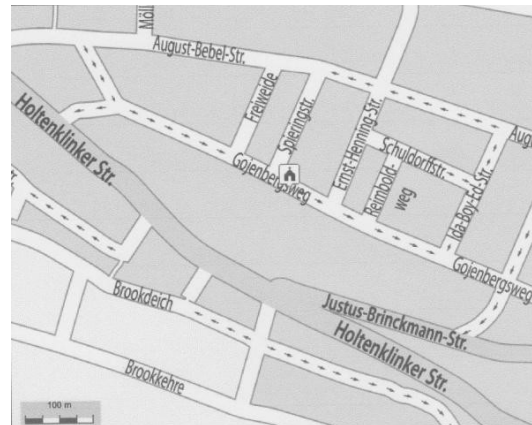 August-Bebel-Str.
Freiweide
Spieringstr.
Ernst-Henning-Str.
Schuldorffstr.
Reimbold-
weg
Ida-Boy-Ed-Str.
Holtenklinker Str.
Gojenbergsweg
Gojenbergsweg
Justus-Brinckmann-Str.
Holtenklinker Str.
Brookdeich
Brookkehre
100 m